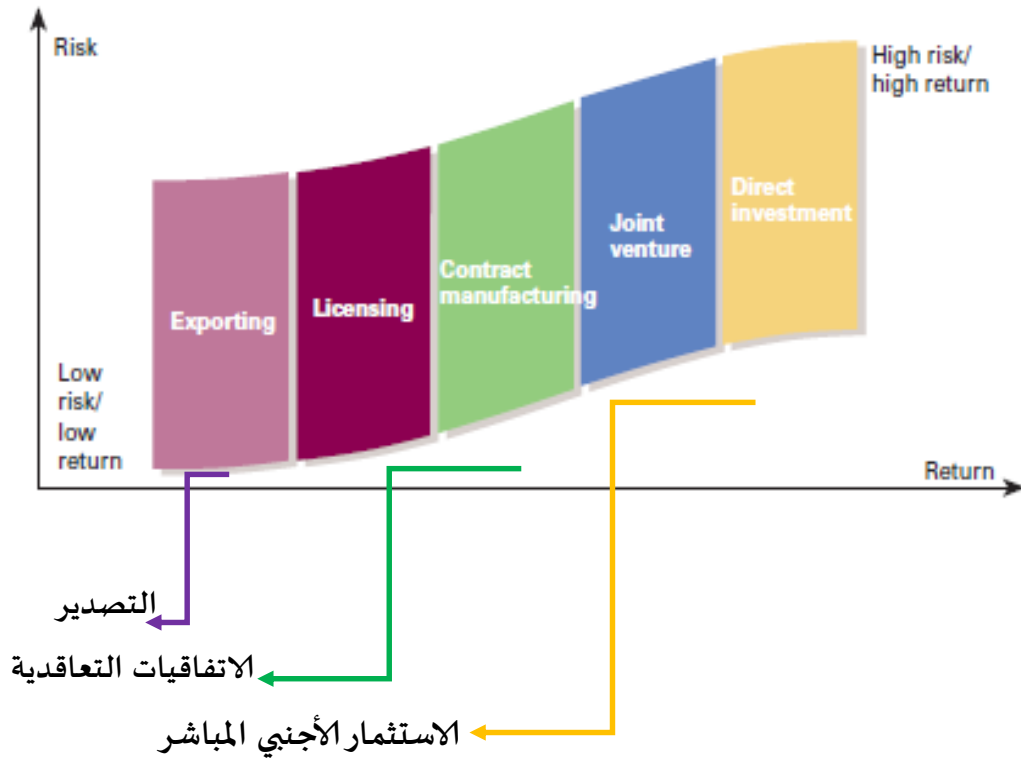 Risk
High risk/
high return
Direct
investment
Joint
venture
Contract
manufacturing
Licensing
Exporting
Low
risk/
low
return
Return
التصدير
الاتفاقيات التعاقدية
الاستثمار الأجنبي المباشر